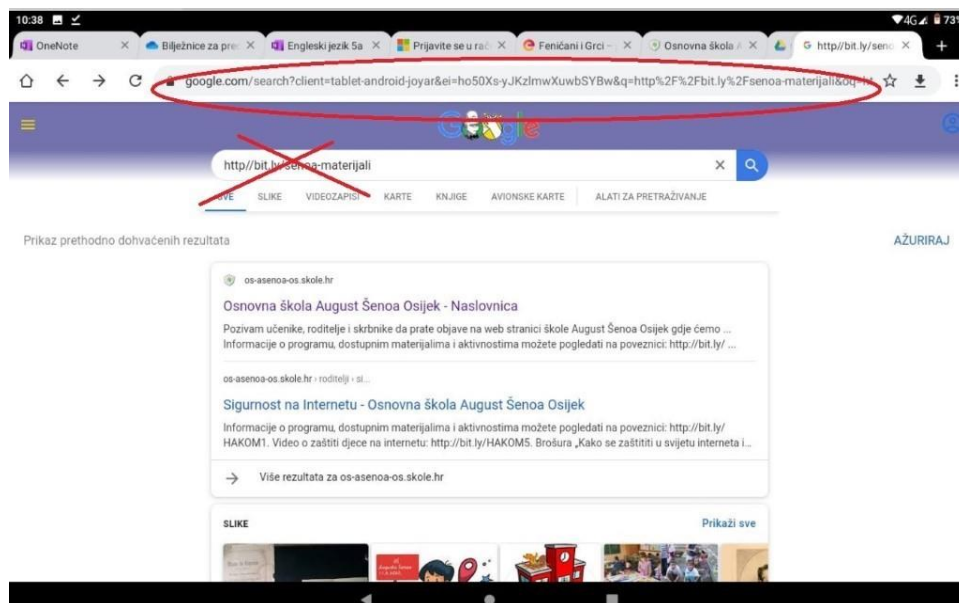 10:38 4G 73%
OneNote Bilježnice za pre Engleski jezik 5a Prijavite se u rač Feničani i Grci - Osnovna škola http//bit.ly/seno
google.com/search?client=tablet-android-joyar&ei=ho50Xs-yJKzlmwXuwbSYBw&q=http%2F%2Fbit.ly%2Fsenoa-materijali&oq=ht
Google
http//bit.ly/senoa-materijali
SVE SLIKE VIDEOZAPISI KARTE KNJIGE AVIONSKE KARTE ALATI ZA PRETRAŽIVANJE
Prikaz prethodno dohvaćenih rezultata AŽURIRAJ
os-asenoa-os.skole.hr
Osnovna škola August Šenoa Osijek - Naslovnica
Pozivam učenike, roditelje i skrbnike da prate objave na web stranici škole August Šenoa Osijek gdje ćemo ...
Informacije o programu, dostupnim materijalima i aktivnostima možete pogledati na poveznici: http://bit.ly/ ...
os-asenoa-os.skole.hr › roditelji › si...
Sigurnost na Internetu - Osnovna škola August Šenoa Osijek
Informacije o programu, dostupnim materijalima i aktivnostima možete pogledati na poveznici: http://bit.ly/
HAKOM1. Video o zaštiti djece na internetu: http://bit.ly/HAKOM5. Brošura „Kako se zaštititi u svijetu interneta i...
Više rezultata za os-asenoa-os.skole.hr
SLIKE Prikaži sve